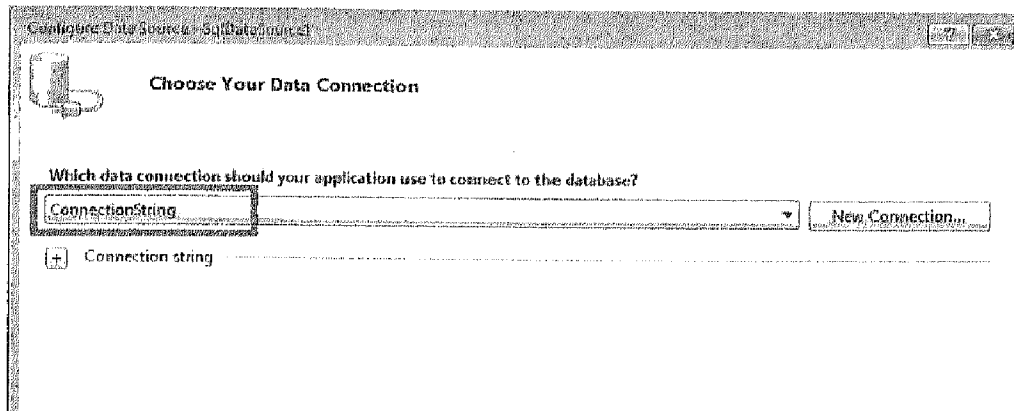 Configure Data Source - SqlDataSource1
Choose Your Data Connection
Which data connection should your application use to connect to the database?
ConnectionString
New Connection...
+ Connection string